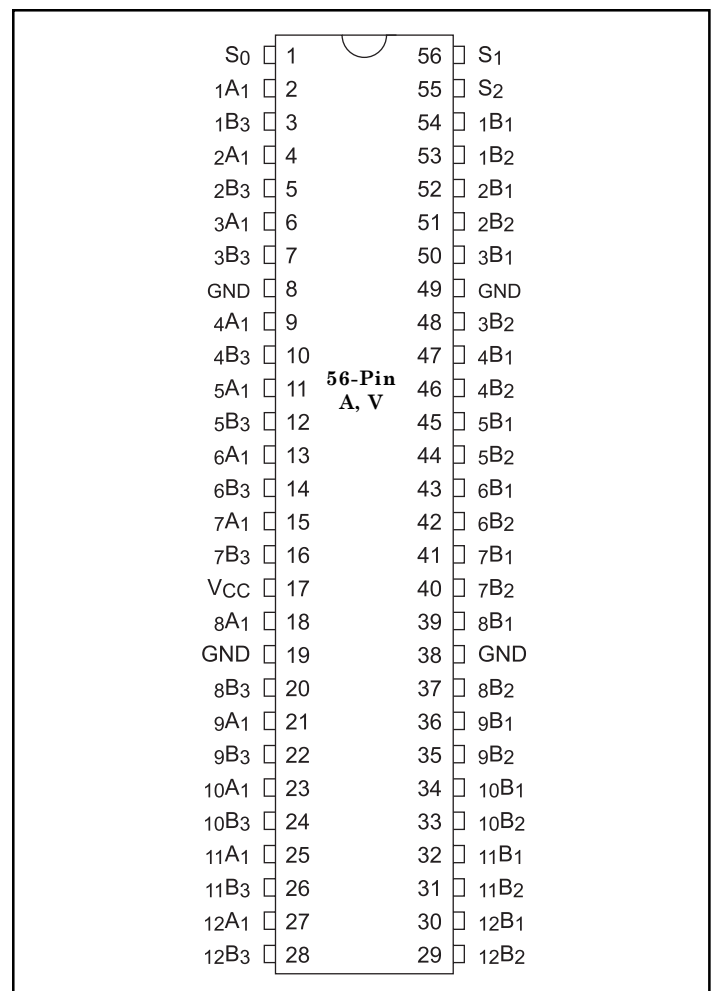 S0 1 56 S1
1A1 2 55 S2
1B3 3 54 1B1
2A1 4 53 1B2
2B3 5 52 2B1
3A1 6 51 2B2
3B3 7 50 3B1
GND 8 49 GND
4A1 9 48 3B2
4B3 10 47 4B1
56-Pin
5A1 11 46 4B2
A, V
5B3 12 45 5B1
6A1 13 44 5B2
6B3 14 43 6B1
7A1 15 42 6B2
7B3 16 41 7B1
VCC 17 40 7B2
8A1 18 39 8B1
GND 19 38 GND
8B3 20 37 8B2
9A1 21 36 9B1
9B3 22 35 9B2
10A1 23 34 10B1
10B3 24 33 10B2
11A1 25 32 11B1
11B3 26 31 11B2
12A1 27 30 12B1
12B3 28 29 12B2